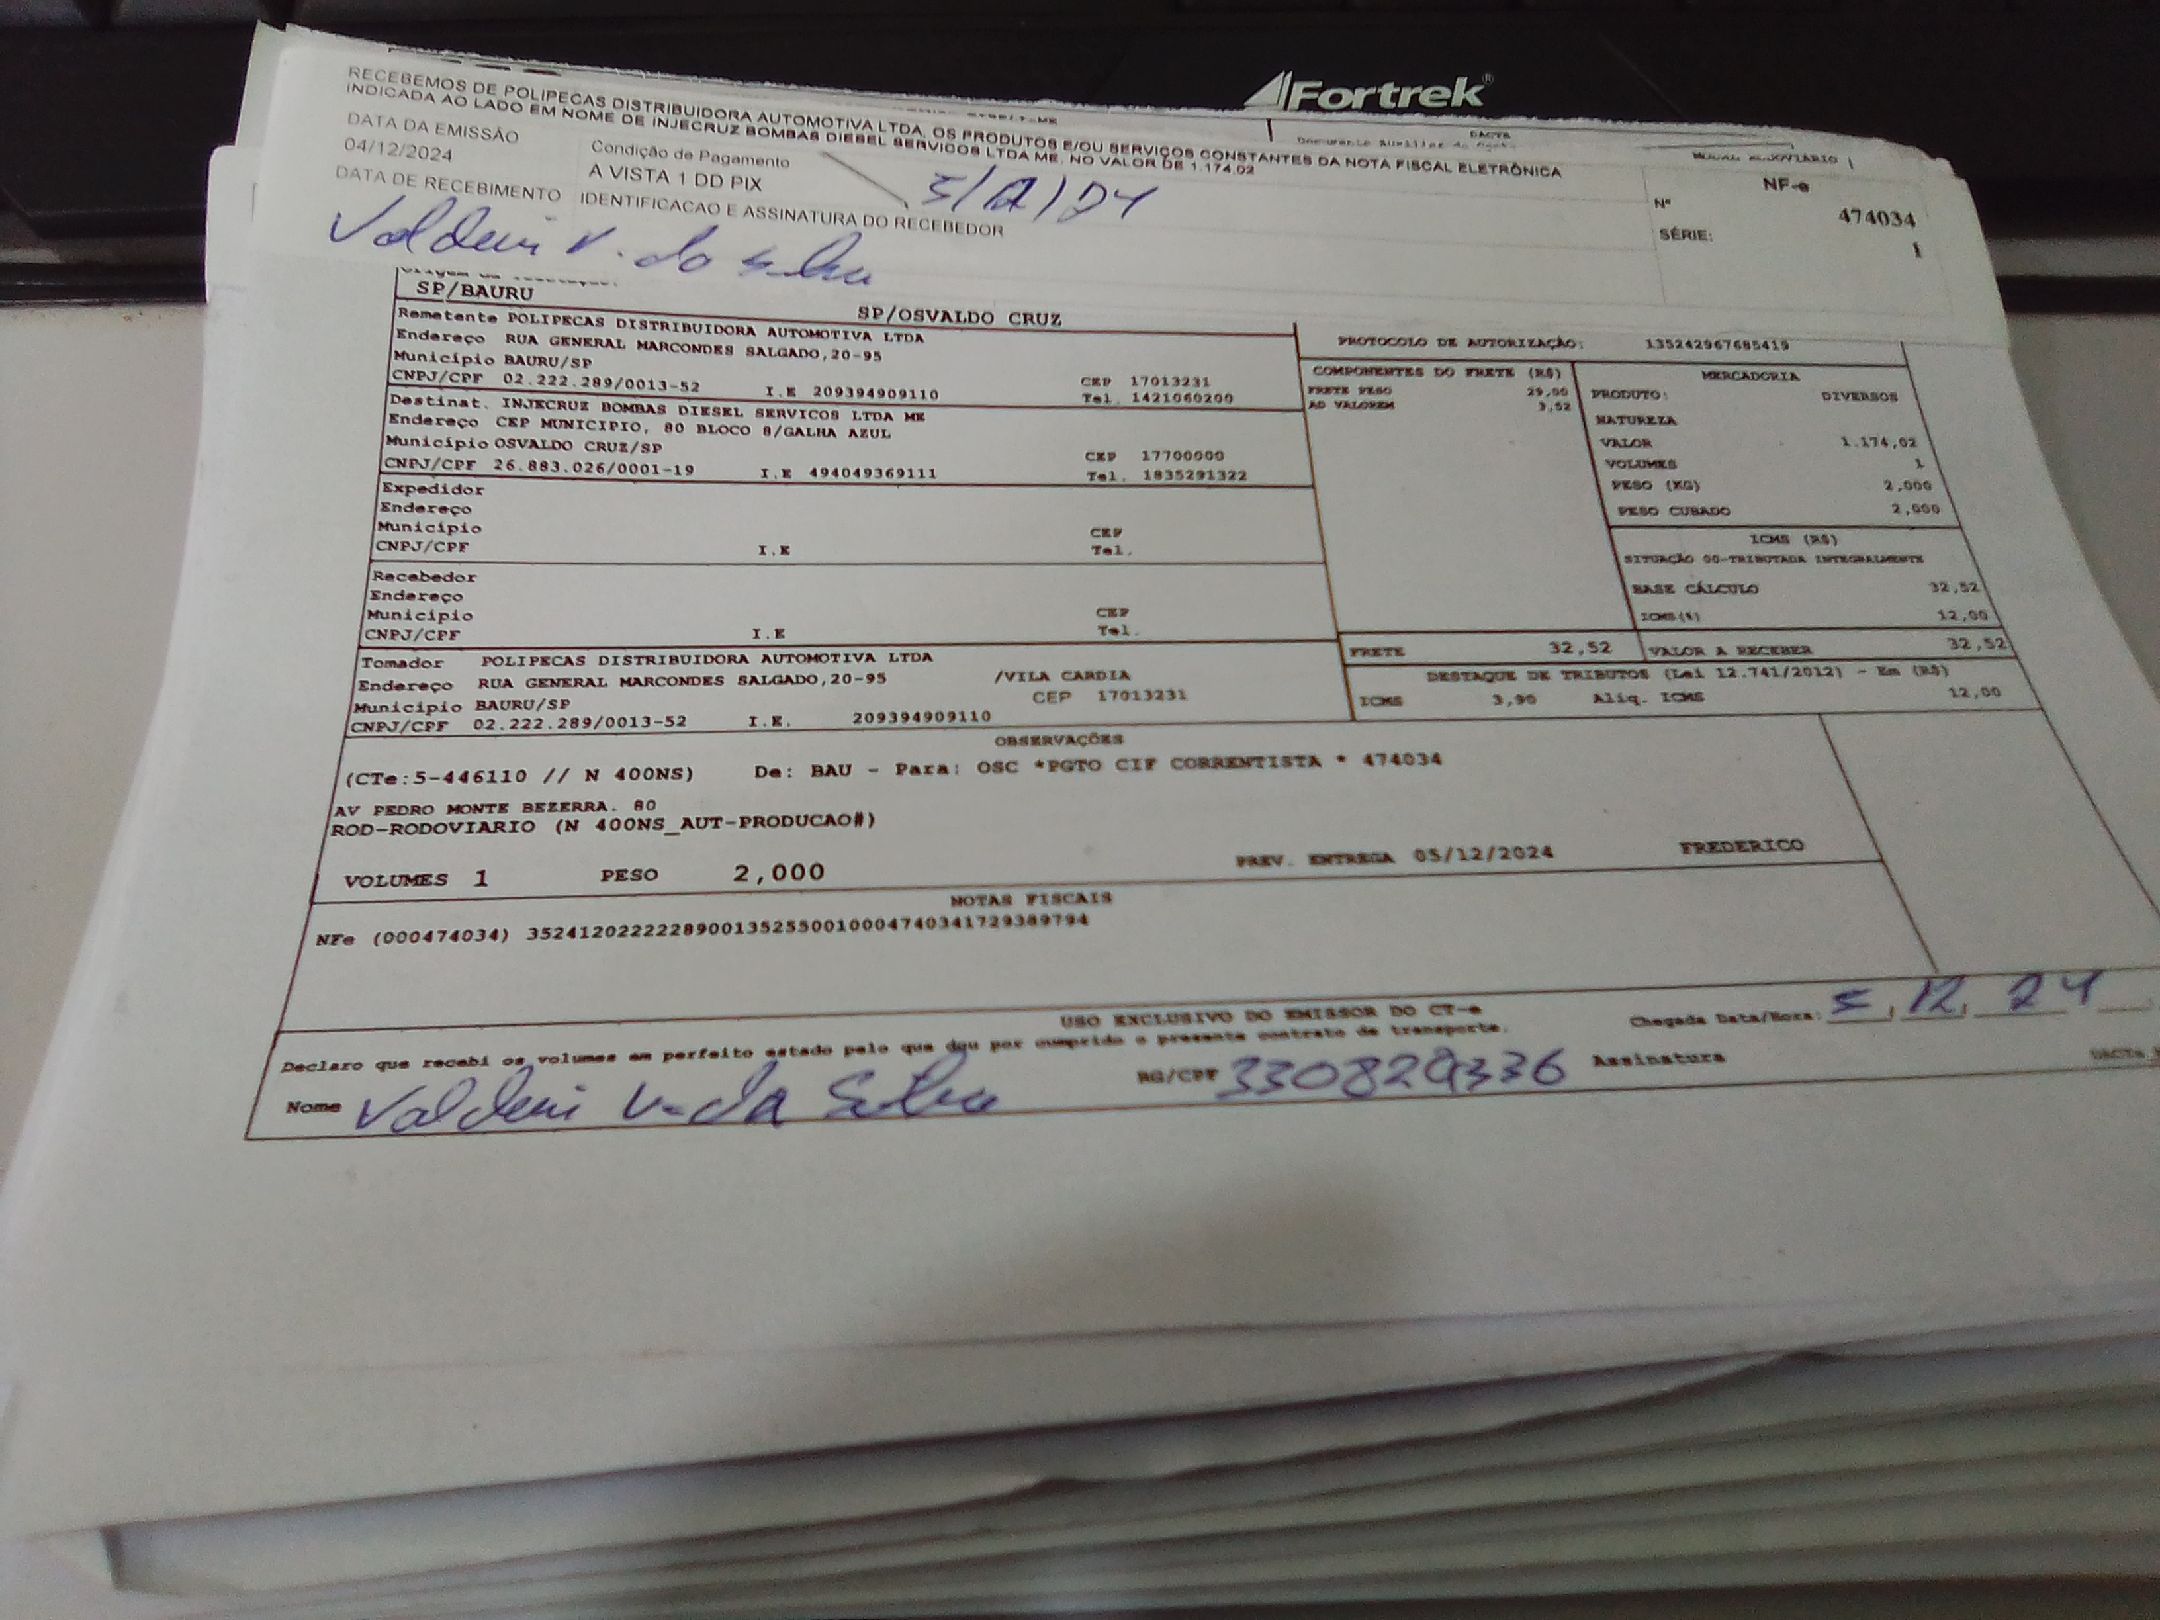 Fortrek®
DACTE
RECEBEMOS DE POLIPECAS DISTRIBUIDORA AUTOMOTIVA LTDA, OS PRODUTOS E/OU SERVIÇOS CONSTANTES DA NOTA FISCAL ELETRÔNICA
INDICADA AO LADO EM NOME DE INJECRUZ BOMBAS DIESEL SERVICOS LTDA ME, NO VALOR DE 1.174,02
DATA DA EMISSÃO
04/12/2024
Condição de Pagamento
A VISTA 1 DD PIX
5/12/24
NF-e
Nº 474034
SÉRIE: 1
DATA DE RECEBIMENTO IDENTIFICACAO E ASSINATURA DO RECEBEDOR
Valdeni V. da Silva
SP/BAURU
SP/OSVALDO CRUZ
Remetente POLIPECAS DISTRIBUIDORA AUTOMOTIVA LTDA
Endereço RUA GENERAL MARCONDES SALGADO,20-95
Município BAURU/SP CEP 17013231
CNPJ/CPF 02.222.289/0013-52 I.E 209394909110 Tel. 1421060200
Destinat. INJECRUZ BOMBAS DIESEL SERVICOS LTDA ME
Endereço CEP MUNICIPIO, 80 BLOCO 8/GALHA AZUL
Município OSVALDO CRUZ/SP CEP 17700000
CNPJ/CPF 26.883.026/0001-19 I.E 494049369111 Tel. 1835291322
Expedidor
Endereço
Município CEP
CNPJ/CPF I.E Tel.
Recebedor
Endereço
Município CEP
CNPJ/CPF I.E Tel.
Tomador POLIPECAS DISTRIBUIDORA AUTOMOTIVA LTDA
Endereço RUA GENERAL MARCONDES SALGADO,20-95 /VILA CARDIA
Município BAURU/SP CEP 17013231
CNPJ/CPF 02.222.289/0013-52 I.E. 209394909110
PROTOCOLO DE AUTORIZAÇÃO: 135242967685419
COMPONENTES DO FRETE (R$)
FRETE PESO 29,00
AD VALOREM 3,52
MERCADORIA
PRODUTO: DIVERSOS
NATUREZA
VALOR 1.174,02
VOLUMES 1
PESO (KG) 2,000
PESO CUBADO 2,000
ICMS (R$)
SITUAÇÃO 00-TRIBUTADA INTEGRALMENTE
BASE CÁLCULO 32,52
ICMS(%) 12,00
FRETE 32,52 VALOR A RECEBER 32,52
DESTAQUE DE TRIBUTOS (Lei 12.741/2012) - Em (R$)
ICMS 3,90 Aliq. ICMS 12,00
OBSERVAÇÕES
(CTe:5-446110 // N 400NS) De: BAU - Para: OSC *PGTO CIF CORRENTISTA * 474034
AV PEDRO MONTE BEZERRA. 80
ROD-RODOVIARIO (N 400NS_AUT-PRODUCAO#)
VOLUMES 1 PESO 2,000 PREV. ENTREGA 05/12/2024 FREDERICO
NOTAS FISCAIS
NFe (000474034) 35241202222289001352550010004740341729389794
USO EXCLUSIVO DO EMISSOR DO CT-e
Declaro que recebi os volumes em perfeito estado pelo que dou por cumprido o presente contrato de transporte.
Chegada Data/Hora: 5 12 24
Nome Valdeni V. da Silva RG/CPF 330829336 Assinatura